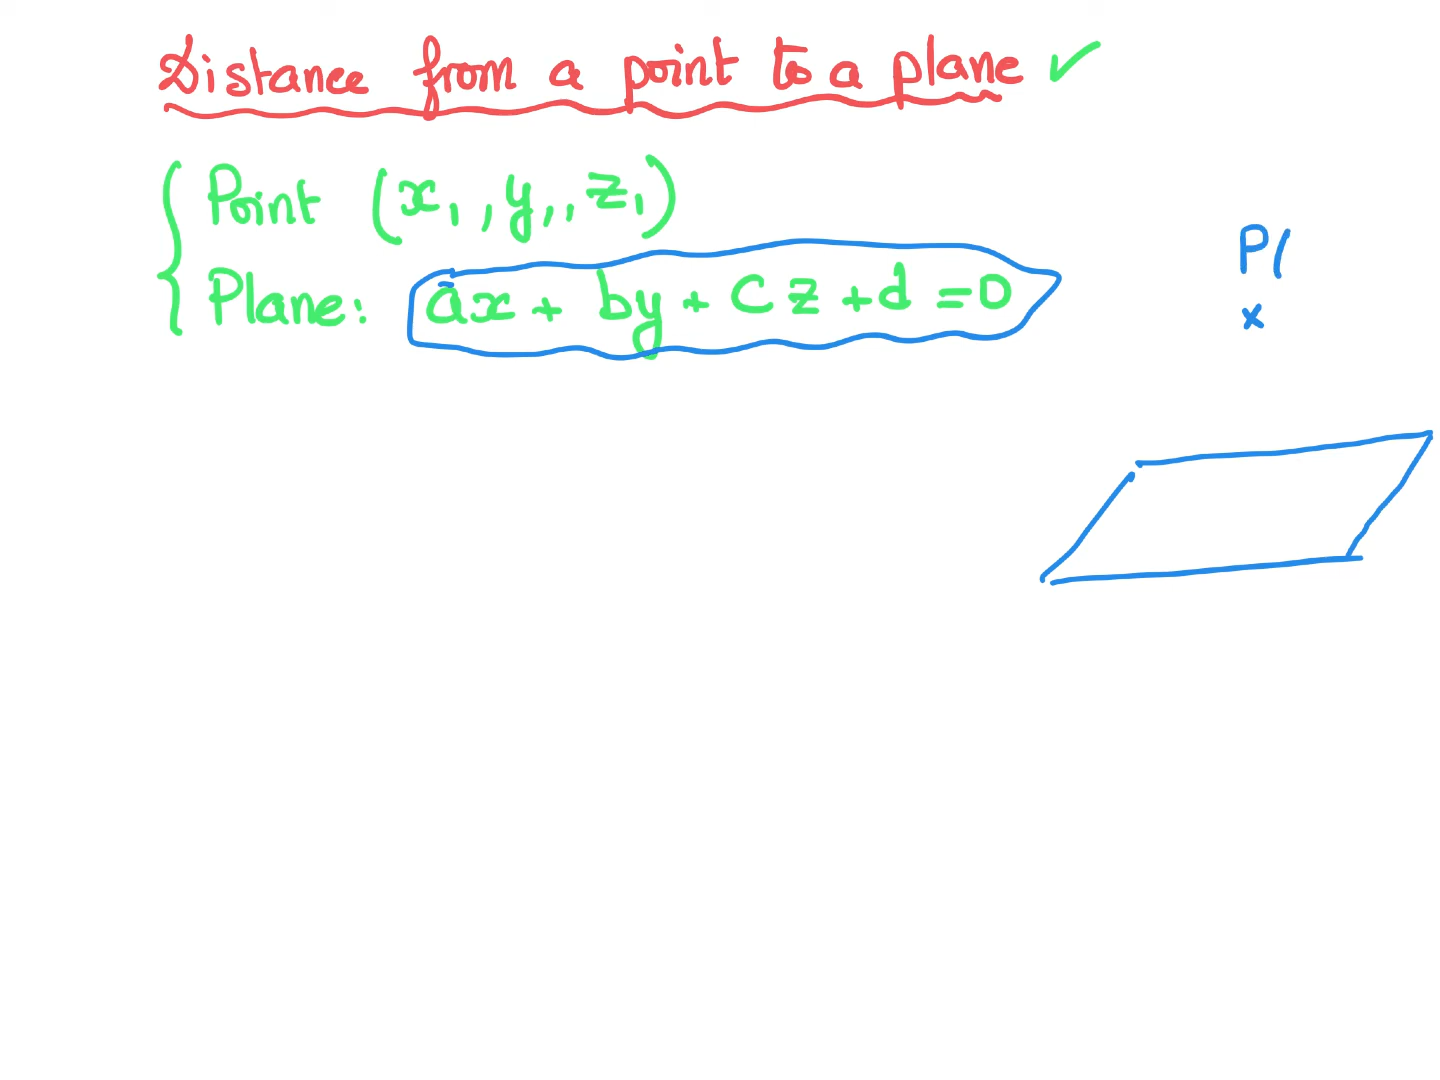 Distance from a point to a plane ✓
Point (x₁, y₁, z₁)
Plane: ax + by + cz + d = 0
P(
x